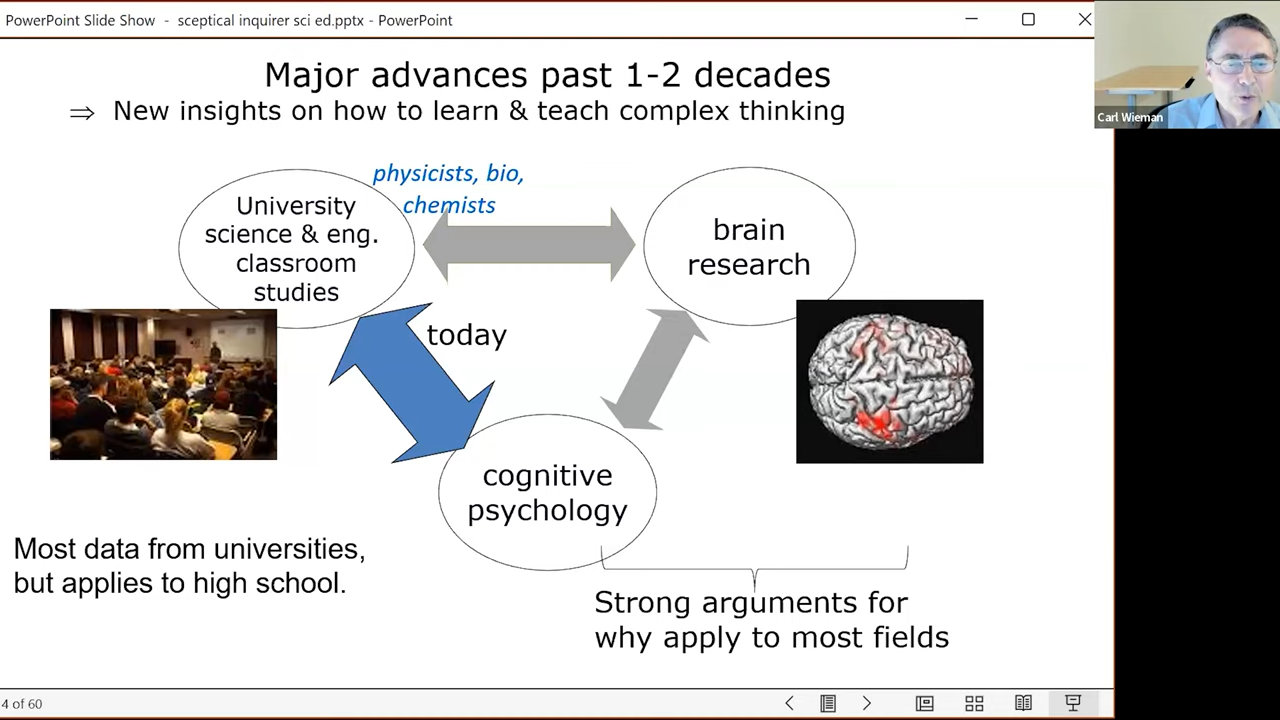 PowerPoint Slide Show - sceptical inquirer sci ed.pptx - PowerPoint
Carl Wieman
Major advances past 1-2 decades
⇒ New insights on how to learn & teach complex thinking
physicists, bio,
chemists
University
science & eng.
classroom
studies
brain
research
today
cognitive
psychology
Most data from universities,
but applies to high school.
Strong arguments for
why apply to most fields
4 of 60